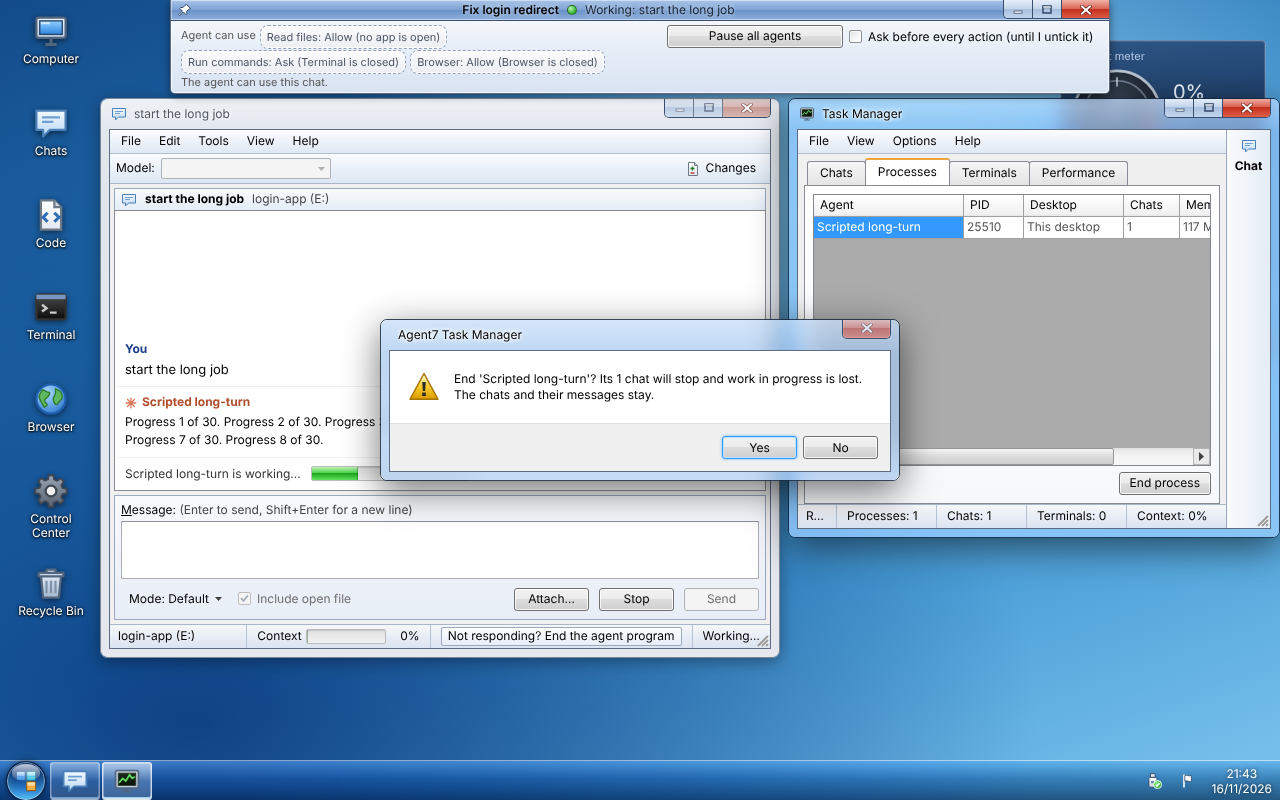 Fix login redirect Working: start the long job
Agent can use Read files: Allow (no app is open) Pause all agents Ask before every action (until I untick it)
Run commands: Ask (Terminal is closed) Browser: Allow (Browser is closed)
The agent can use this chat.
meter
0%
Computer
Chats
Code
Terminal
Browser
Control
Center
Recycle Bin
start the long job
File Edit Tools View Help
Model: Changes
start the long job login-app (E:)
You
start the long job
Scripted long-turn
Progress 1 of 30. Progress 2 of 30. Progress
Progress 7 of 30. Progress 8 of 30.
Scripted long-turn is working...
Message: (Enter to send, Shift+Enter for a new line)
Mode: Default Include open file Attach... Stop Send
login-app (E:) Context 0% Not responding? End the agent program Working...
Task Manager
File View Options Help
Chat
Chats Processes Terminals Performance
Agent PID Desktop Chats Mem
Scripted long-turn 25510 This desktop 1 117 M
End process
R... Processes: 1 Chats: 1 Terminals: 0 Context: 0%
Agent7 Task Manager
End 'Scripted long-turn'? Its 1 chat will stop and work in progress is lost.
The chats and their messages stay.
Yes No
21:43
16/11/2026